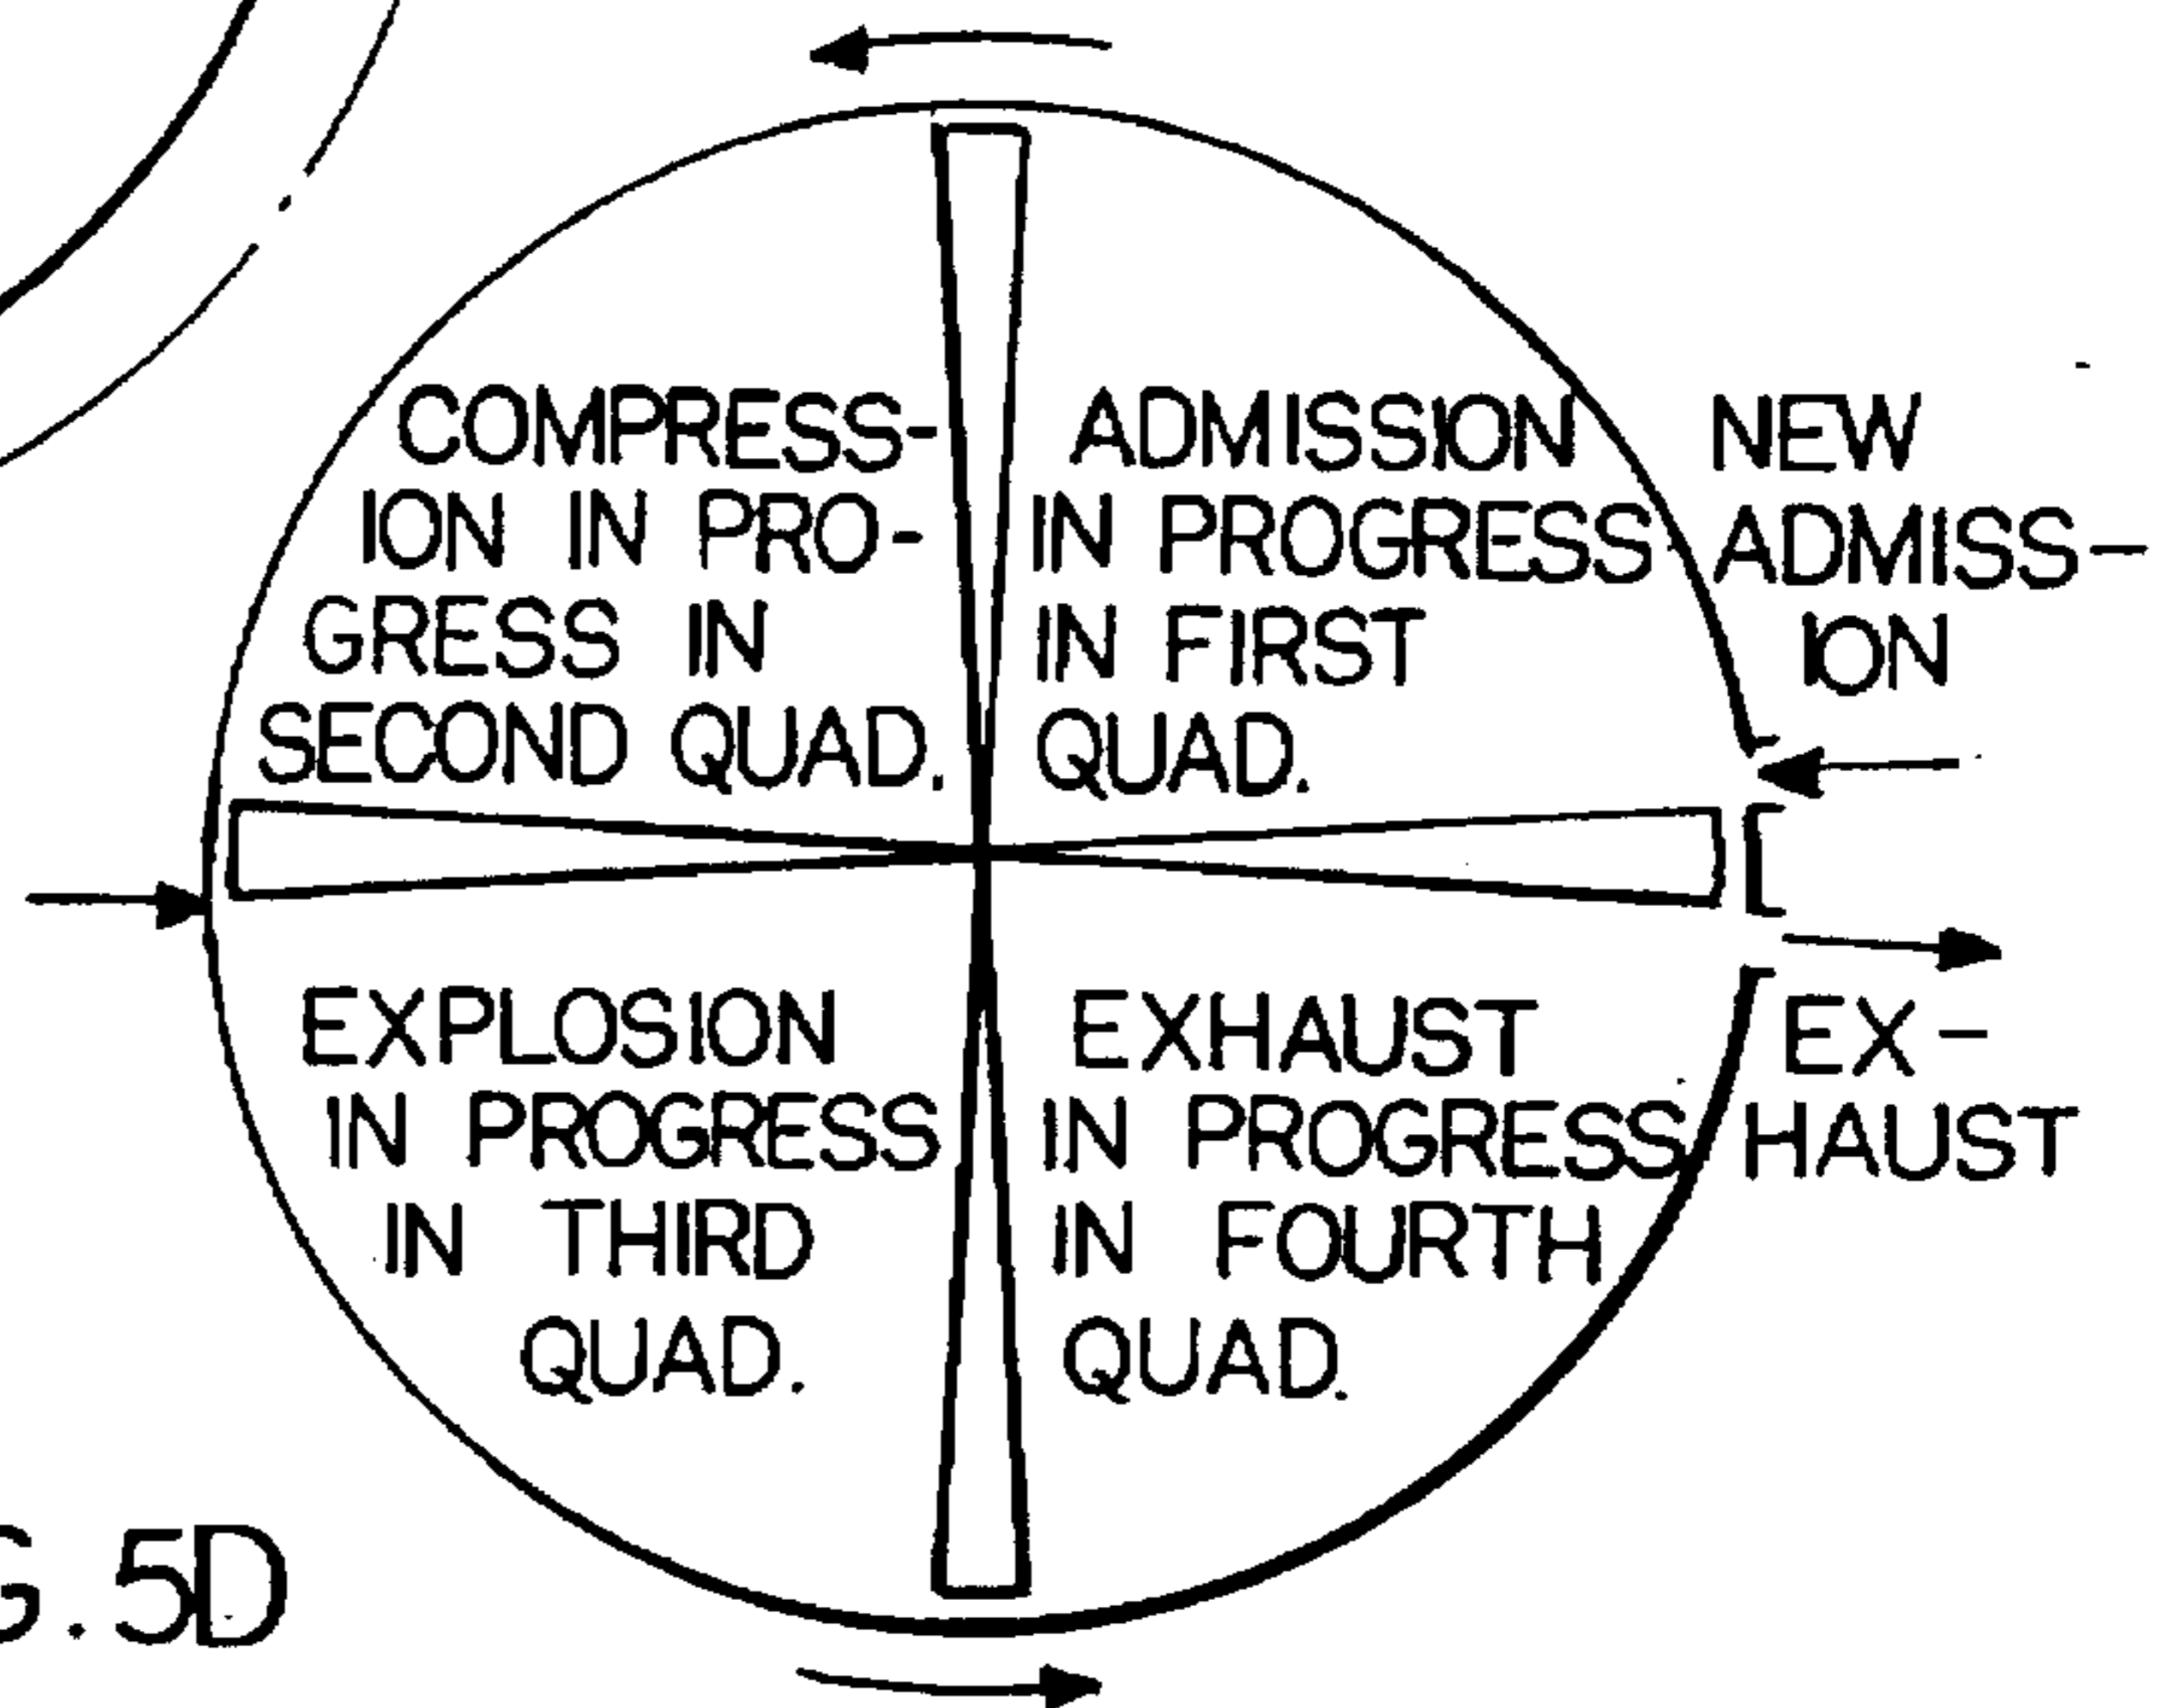 COMPRESS-
ION IN PRO-
GRESS IN
SECOND QUAD.
ADMISSION
IN PROGRESS
IN FIRST
QUAD.
NEW
ADMISS-
ION
EXPLOSION
IN PROGRESS
IN THIRD
QUAD.
EXHAUST
IN PROGRESS
IN FOURTH
QUAD.
EX-
HAUST
G.5D